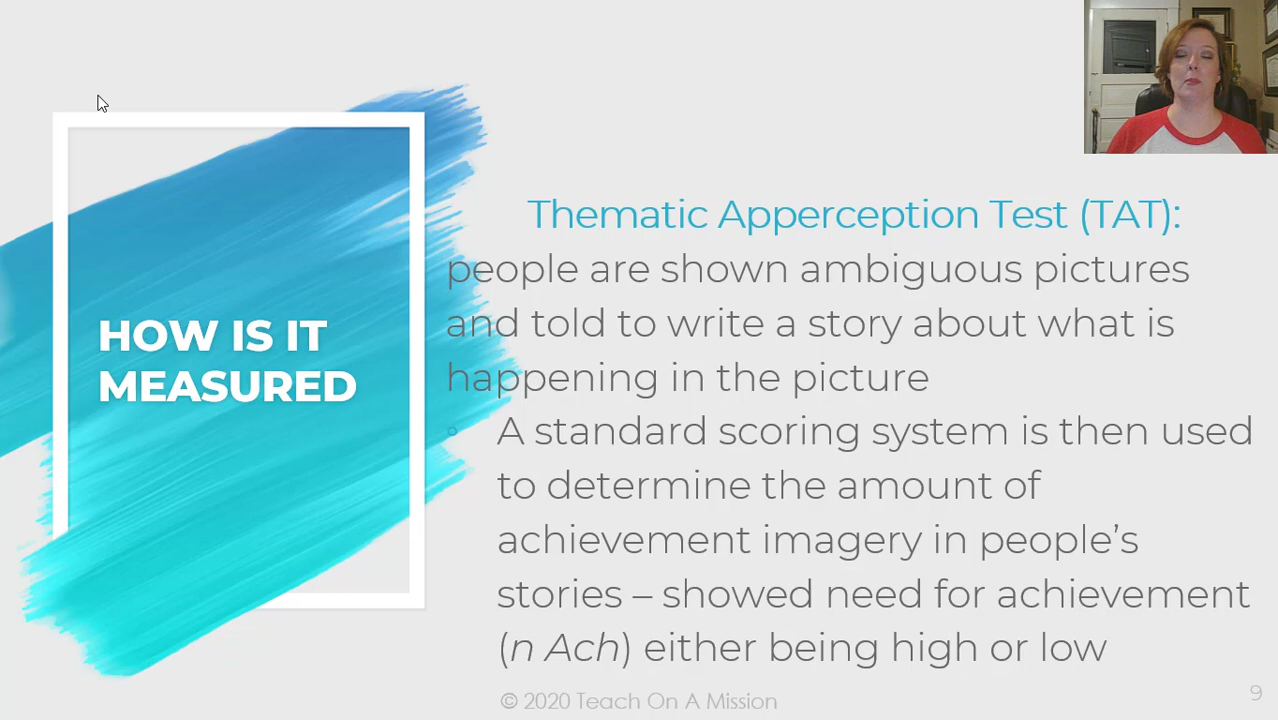 HOW IS IT
MEASURED
Thematic Apperception Test (TAT):
people are shown ambiguous pictures
and told to write a story about what is
happening in the picture
A standard scoring system is then used
to determine the amount of
achievement imagery in people's
stories – showed need for achievement
(n Ach) either being high or low
© 2020 Teach On A Mission
9